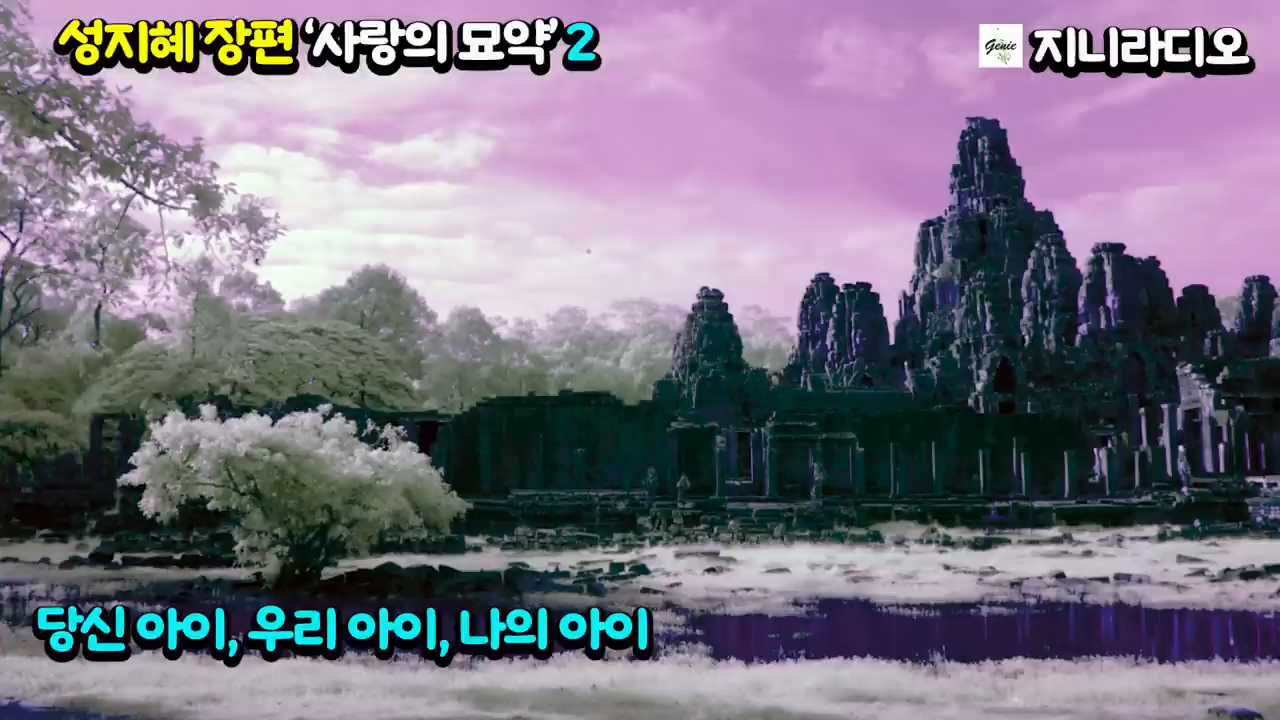 성지혜 장편 ‘사랑의 묘약’ 2
Genie 지니라디오
당신 아이, 우리 아이, 나의 아이